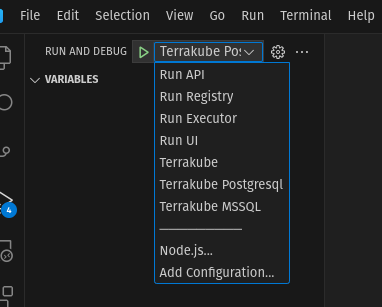 File Edit Selection View Go Run Terminal Help
RUN AND DEBUG Terrakube Pos
VARIABLES
Run API
Run Registry
Run Executor
Run UI
Terrakube
Terrakube Postgresql
Terrakube MSSQL
Node.js...
Add Configuration...
4